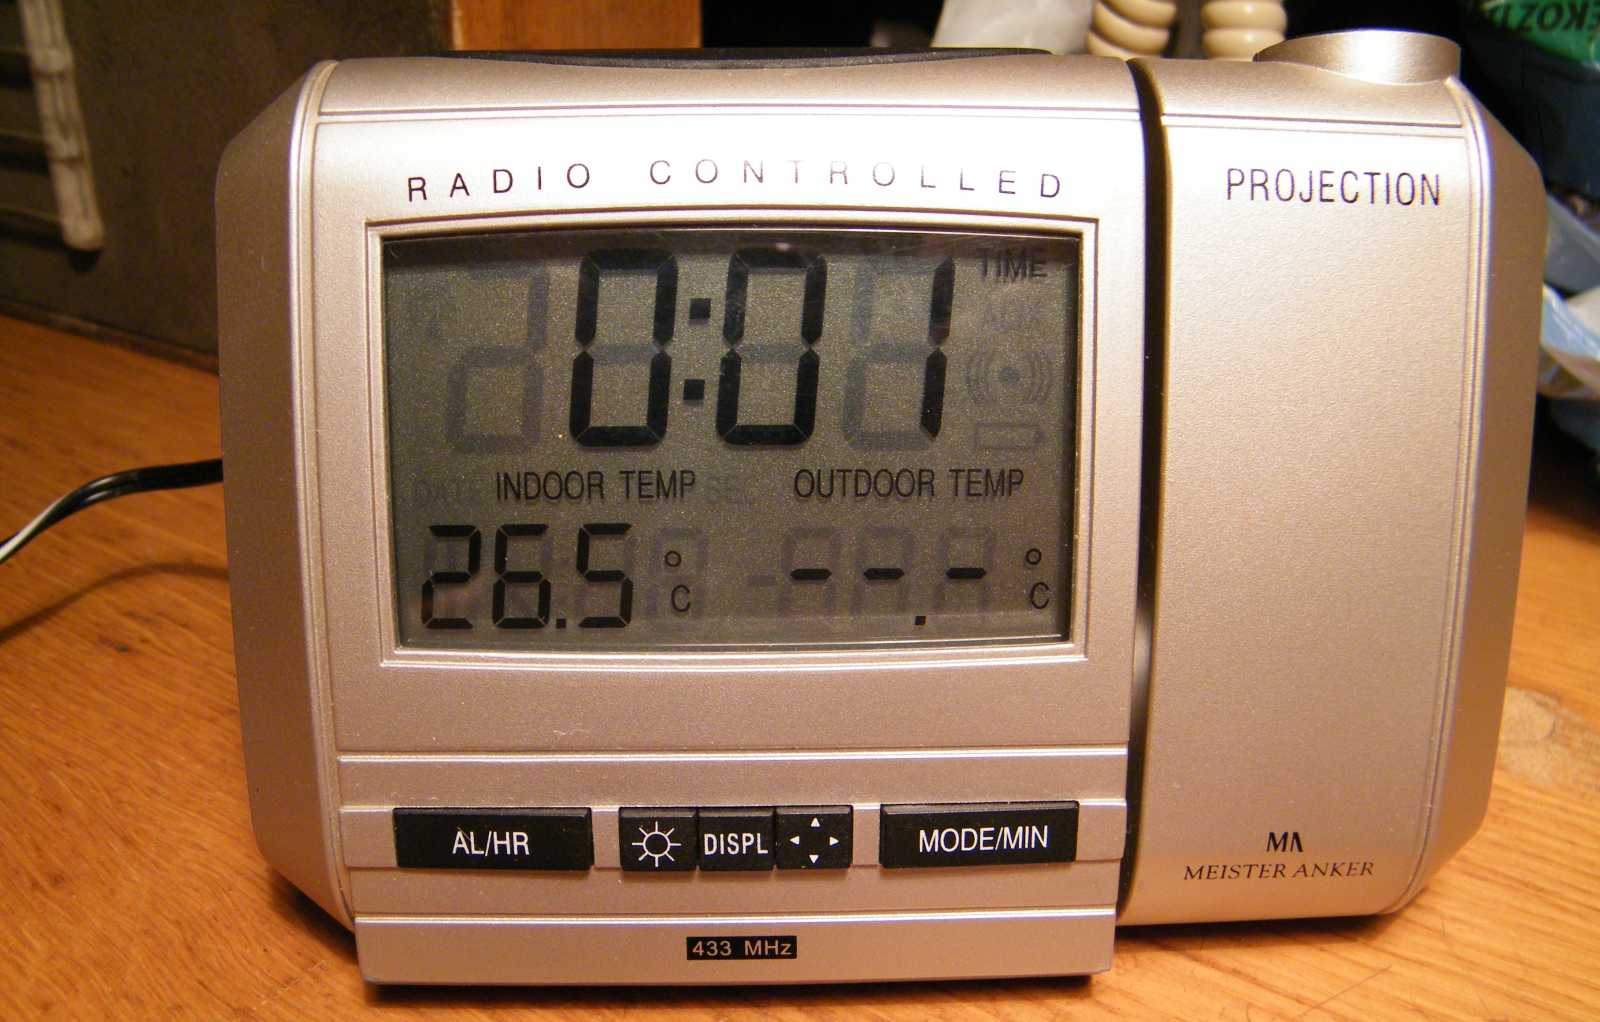 RADIO CONTROLLED
PROJECTION
0:01
TIME
INDOOR TEMP
OUTDOOR TEMP
26.5 °C
--.- °C
AL/HR
DISPL
MODE/MIN
MA
MEISTER ANKER
433 MHz